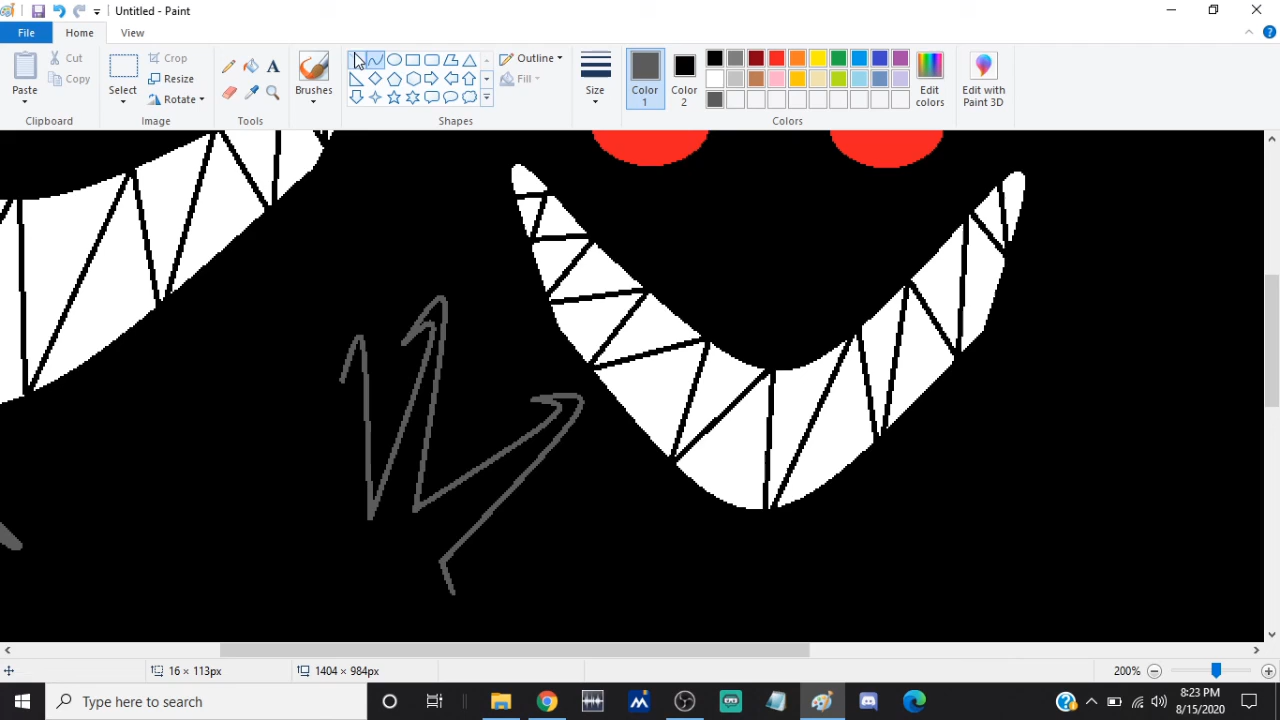 Untitled - Paint
File Home View
Paste Cut Copy Clipboard
Select Crop Resize Rotate Image
Tools
Brushes
Outline Fill Shapes
Size
Color 1 Color 2
Edit colors
Edit with Paint 3D
Colors
16 × 113px 1404 × 984px 200%
Type here to search
8:23 PM
8/15/2020